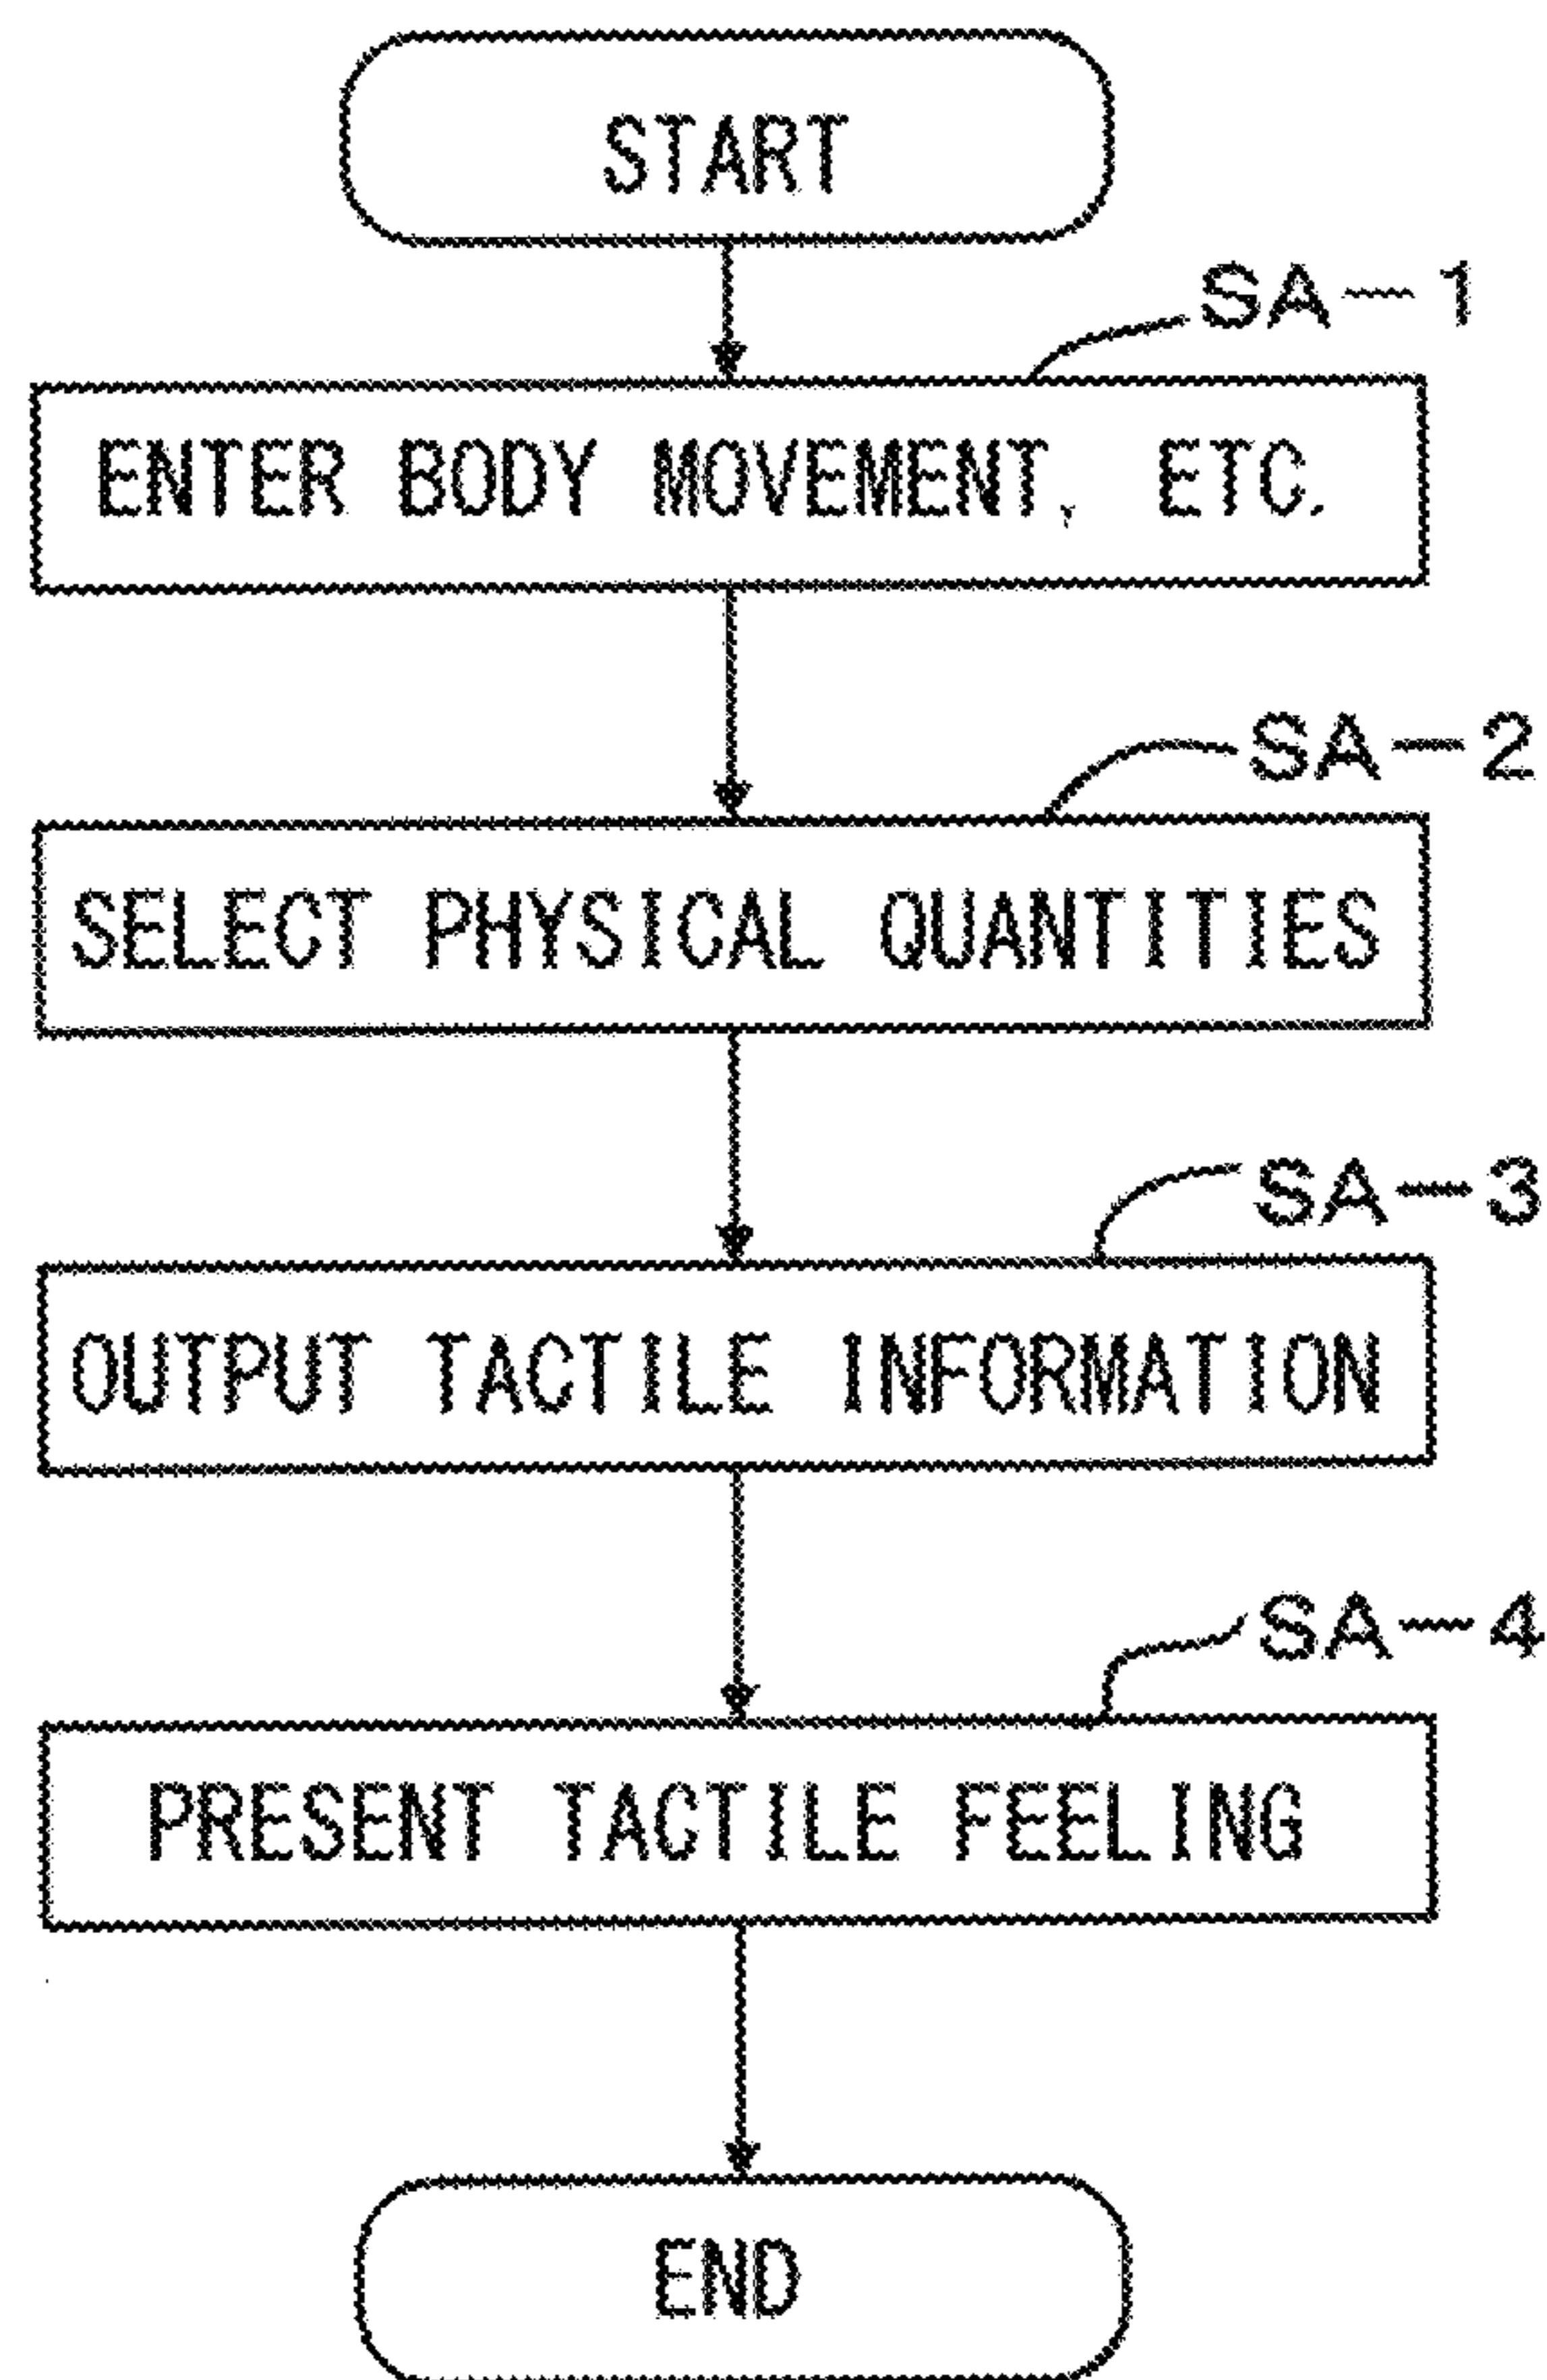 START
SA-1
ENTER BODY MOVEMENT, ETC.
SA-2
SELECT PHYSICAL QUANTITIES
SA-3
OUTPUT TACTILE INFORMATION
SA-4
PRESENT TACTILE FEELING
END